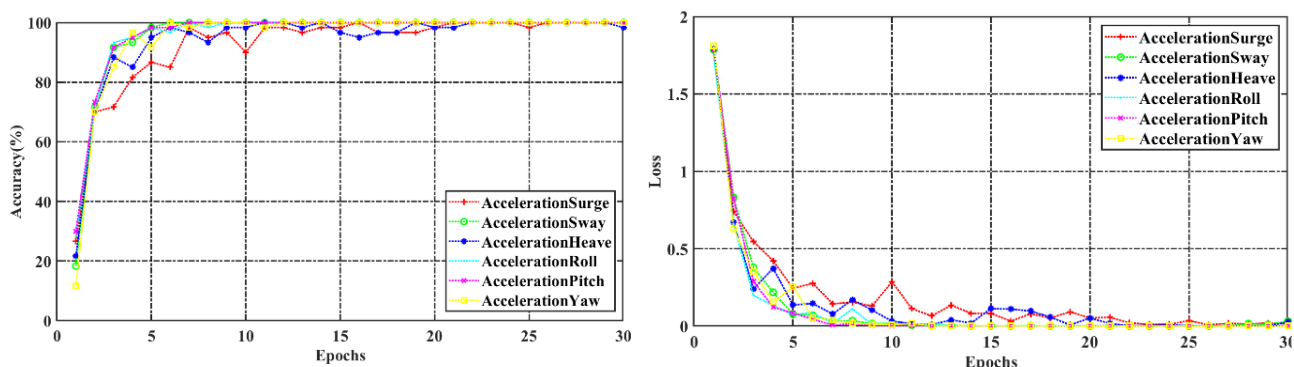 100
80
60
40
20
0
Accuracy(%)
0
5
10
15
20
25
30
Epochs
AccelerationSurge
AccelerationSway
AccelerationHeave
AccelerationRoll
AccelerationPitch
AccelerationYaw
2
1.5
1
0.5
0
Loss
0
5
10
15
20
25
30
Epochs
AccelerationSurge
AccelerationSway
AccelerationHeave
AccelerationRoll
AccelerationPitch
AccelerationYaw